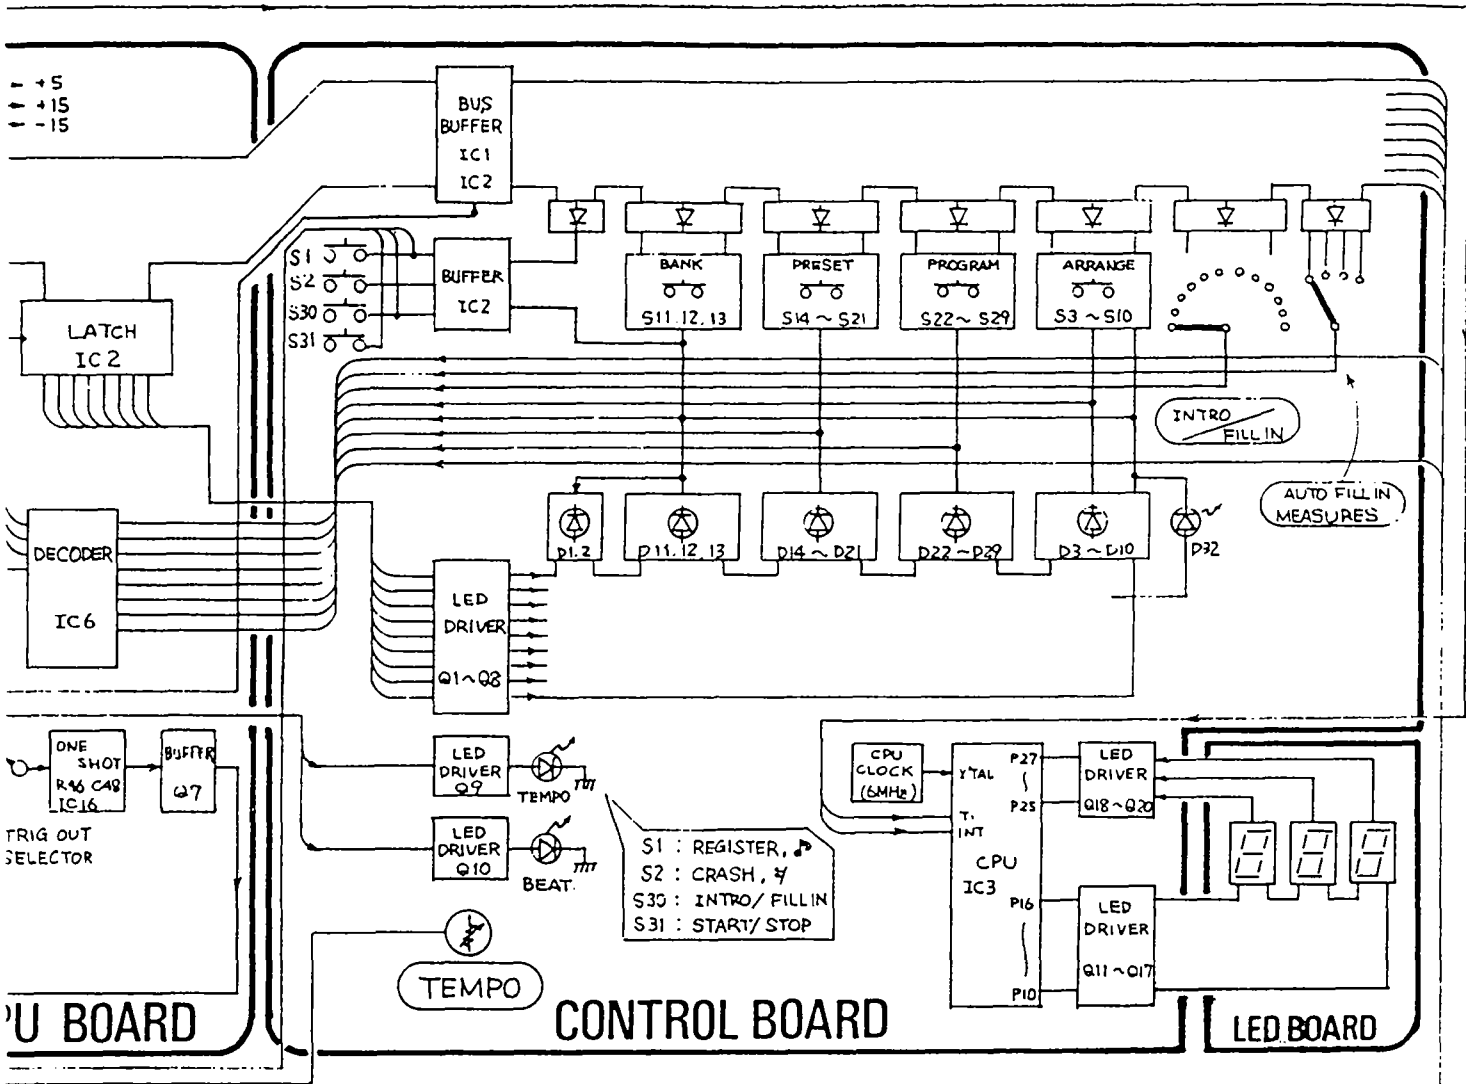 +5
+15
-15
BUS
BUFFER
IC1
IC2
S1
S2
S30
S31
BUFFER
IC2
BANK
S11.12.13
PRESET
S14 ~ S21
PROGRAM
S22 ~ S29
ARRANGE
S3 ~ S10
LATCH
IC2
INTRO
FILL IN
AUTO FILL IN
MEASURES
DECODER
IC6
D1.2
D11.12.13
D14 ~ D21
D22 ~ D29
D3 ~ D10
D32
LED
DRIVER
Q1~Q8
ONE
SHOT
R46 C48
IC16
BUFFER
Q7
TRIG OUT
SELECTOR
LED
DRIVER
Q9
TEMPO
LED
DRIVER
Q10
BEAT.
S1 : REGISTER, ♪
S2 : CRASH,
S30 : INTRO/ FILL IN
S31 : START/ STOP
TEMPO
CPU
CLOCK
(6MHz)
XTAL
T1
INT
CPU
IC3
P27
P25
P16
P10
LED
DRIVER
Q18~Q20
LED
DRIVER
Q11~Q17
PU BOARD
CONTROL BOARD
LED BOARD